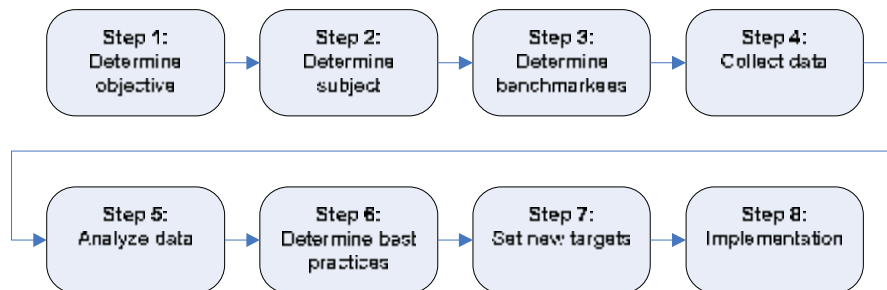 Step 1:
Determine
objective
Step 2:
Determine
subject
Step 3:
Determine
benchmarkees
Step 4:
Collect data
Step 5:
Analyze data
Step 6:
Determine best
practices
Step 7:
Set new targets
Step 8:
Implementation